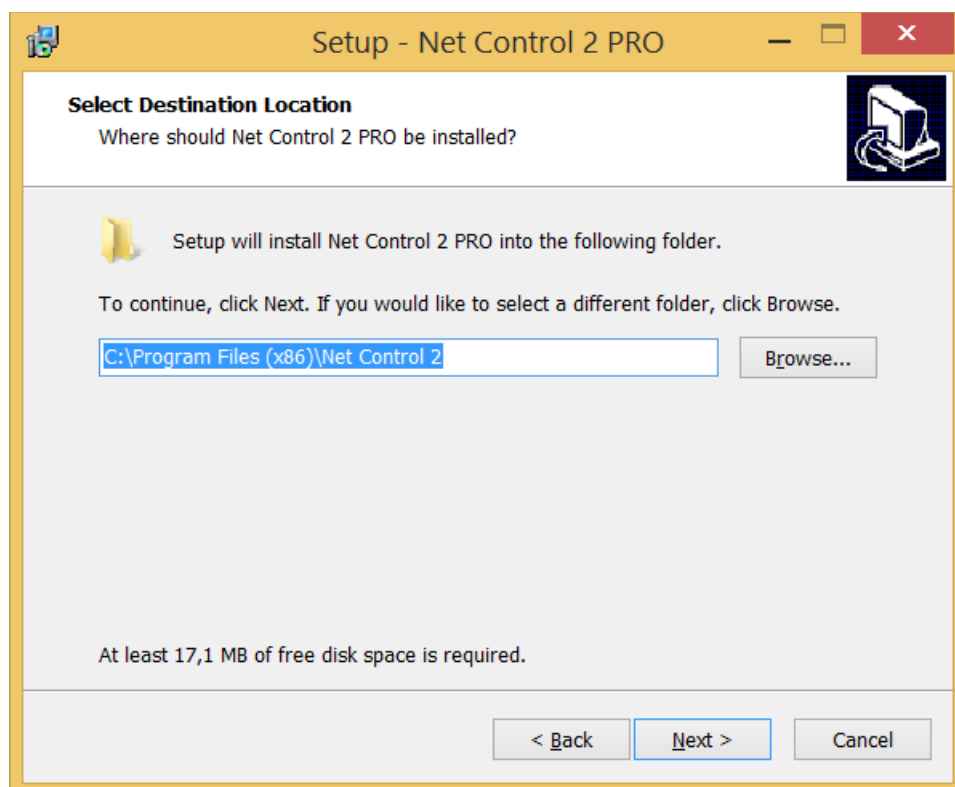 Setup - Net Control 2 PRO
Select Destination Location
Where should Net Control 2 PRO be installed?
Setup will install Net Control 2 PRO into the following folder.
To continue, click Next. If you would like to select a different folder, click Browse.
C:\Program Files (x86)\Net Control 2
Browse...
At least 17,1 MB of free disk space is required.
< Back
Next >
Cancel